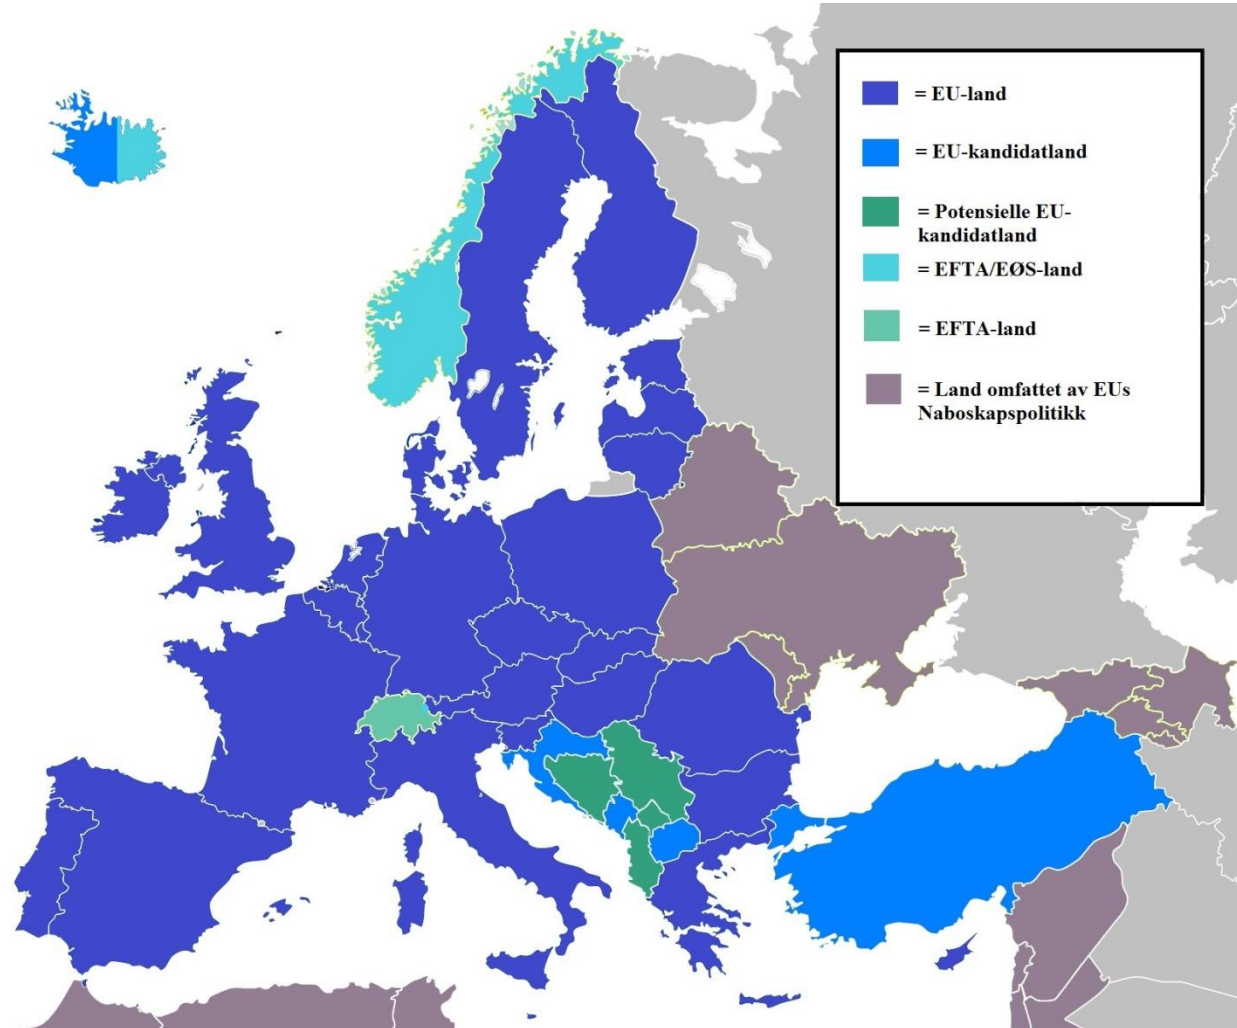 = EU-land
= EU-kandidatland
= Potensielle EU-
kandidatland
= EFTA/EØS-land
= EFTA-land
= Land omfattet av EUs
Naboskapspolitikk